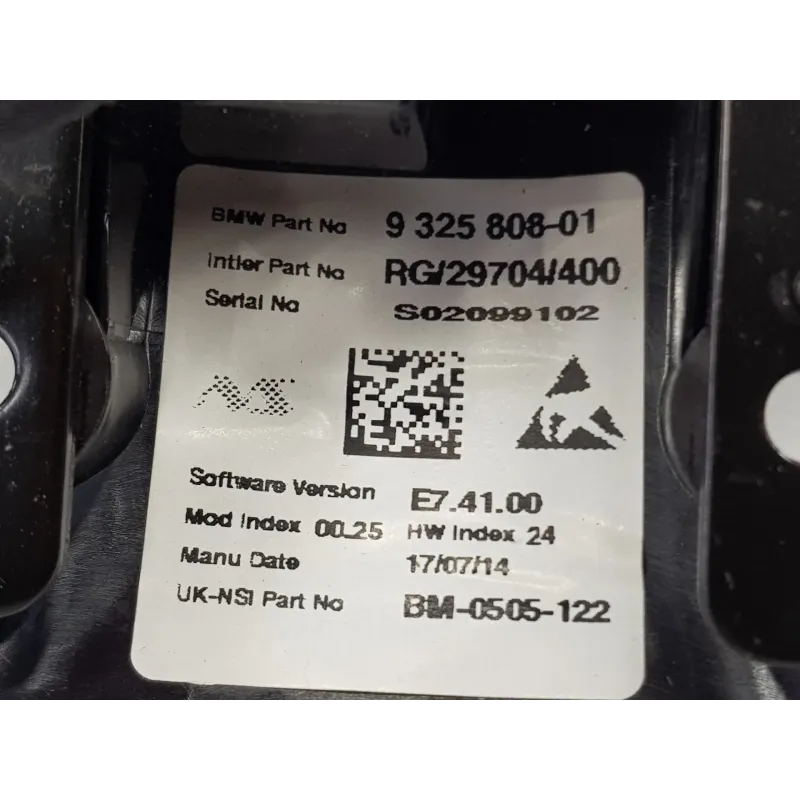 BMW Part No 9 325 808-01
Intier Part No RG/29704/400
Serial No S02099102
Software Version E7.41.00
Mod Index 00.25 HW Index 24
Manu Date 17/07/14
UK-NSI Part No BM-0505-122